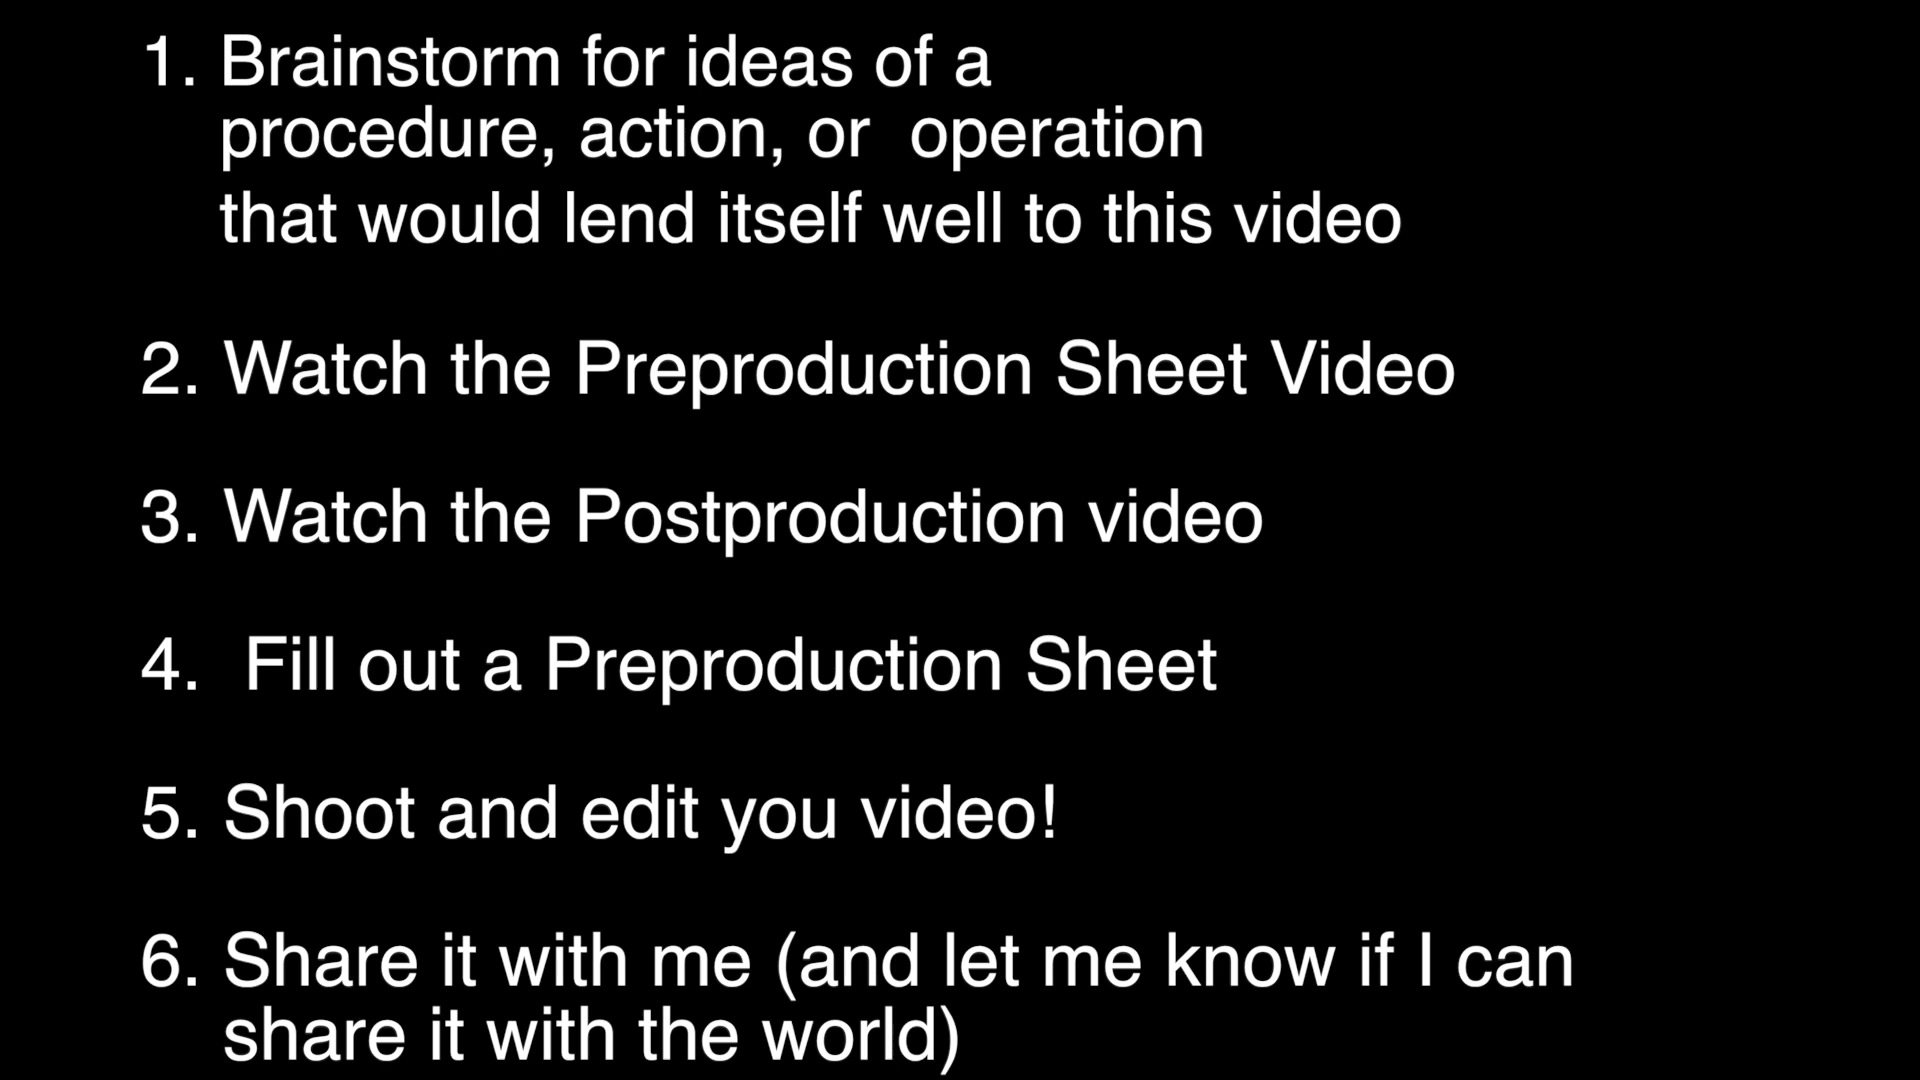 1. Brainstorm for ideas of a
procedure, action, or  operation
that would lend itself well to this video
2. Watch the Preproduction Sheet Video
3. Watch the Postproduction video
4.  Fill out a Preproduction Sheet
5. Shoot and edit you video!
6. Share it with me (and let me know if I can
share it with the world)